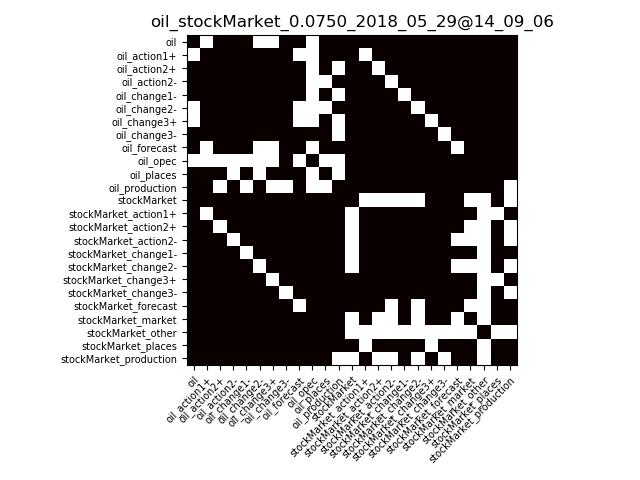 oil_stockMarket_0.0750_2018_05_29@14_09_06
oil
oil_action1+
oil_action2+
oil_action2-
oil_change1-
oil_change2-
oil_change3+
oil_change3-
oil_forecast
oil_opec
oil_places
oil_production
stockMarket
stockMarket_action1+
stockMarket_action2+
stockMarket_action2-
stockMarket_change1-
stockMarket_change2-
stockMarket_change3+
stockMarket_change3-
stockMarket_forecast
stockMarket_market
stockMarket_other
stockMarket_places
stockMarket_production
oil
oil_action1+
oil_action2+
oil_action2-
oil_change1-
oil_change2-
oil_change3+
oil_change3-
oil_forecast
oil_opec
oil_places
oil_production
stockMarket
stockMarket_action1+
stockMarket_action2+
stockMarket_action2-
stockMarket_change1-
stockMarket_change2-
stockMarket_change3+
stockMarket_change3-
stockMarket_forecast
stockMarket_market
stockMarket_other
stockMarket_places
stockMarket_production